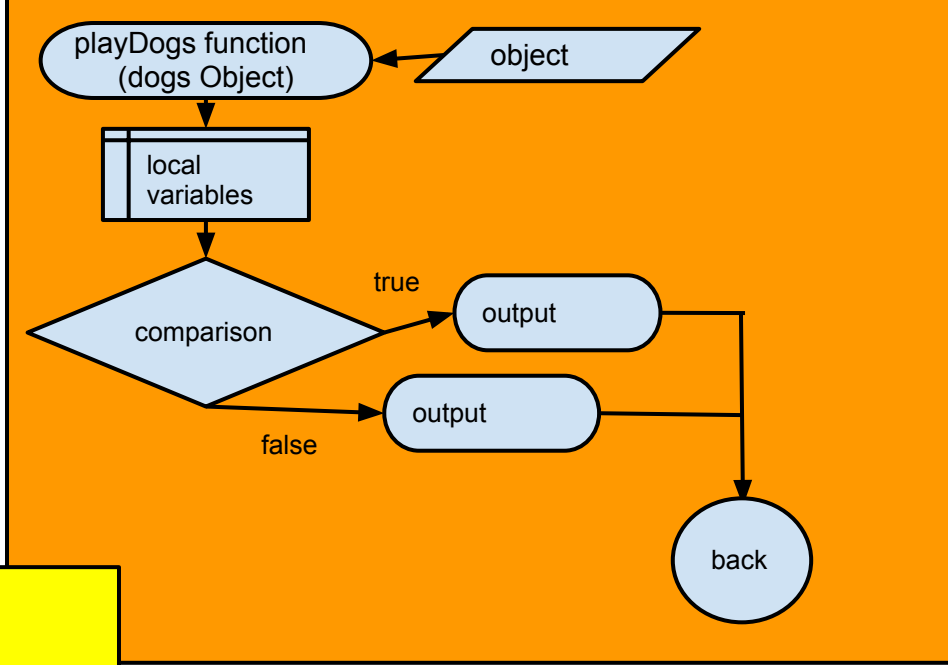 playDogs function
(dogs Object)
object
local
variables
true
comparison
output
output
false
back